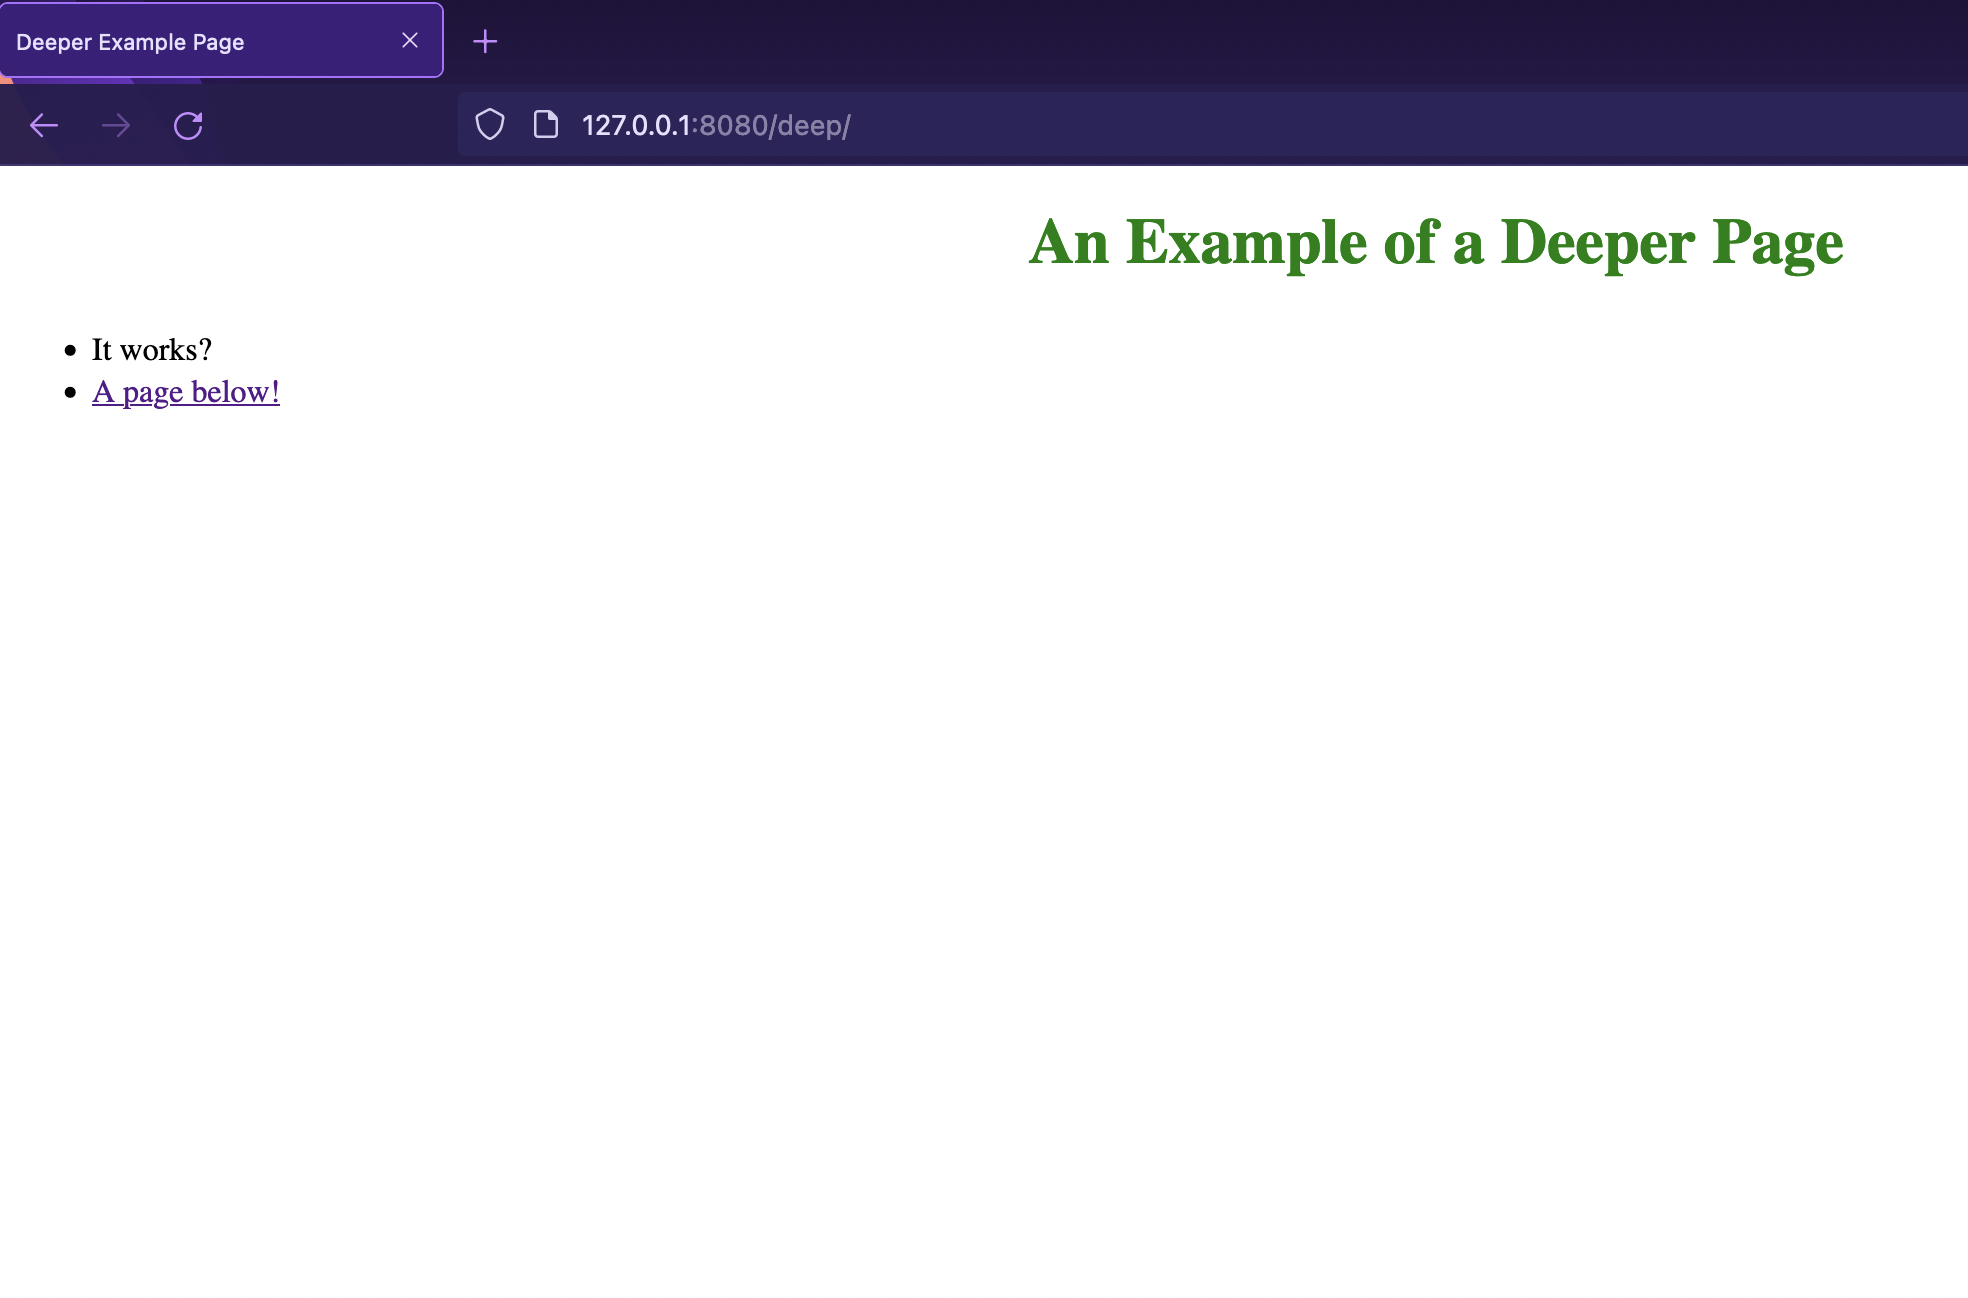 Deeper Example Page
127.0.0.1:8080/deep/
An Example of a Deeper Page
It works?
A page below!